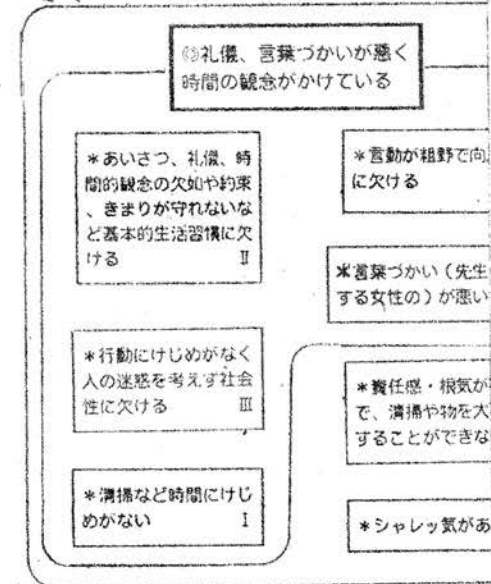 ◎礼儀、言葉づかいが悪く
時間の観念がかけている
＊あいさつ、礼儀、時
間的観念の欠如や約束
、きまりが守れないな
ど基本的生活習慣に欠
ける Ⅱ
＊言動が粗野で向
に欠ける
＊言葉づかい（先生
する女性の）が悪い
＊行動にけじめがなく
人の迷惑を考えず社会
性に欠ける Ⅲ
＊責任感・根気が
で、清掃や物を大
することができな
＊清掃など時間にけじ
めがない Ⅰ
＊シャレッ気があ